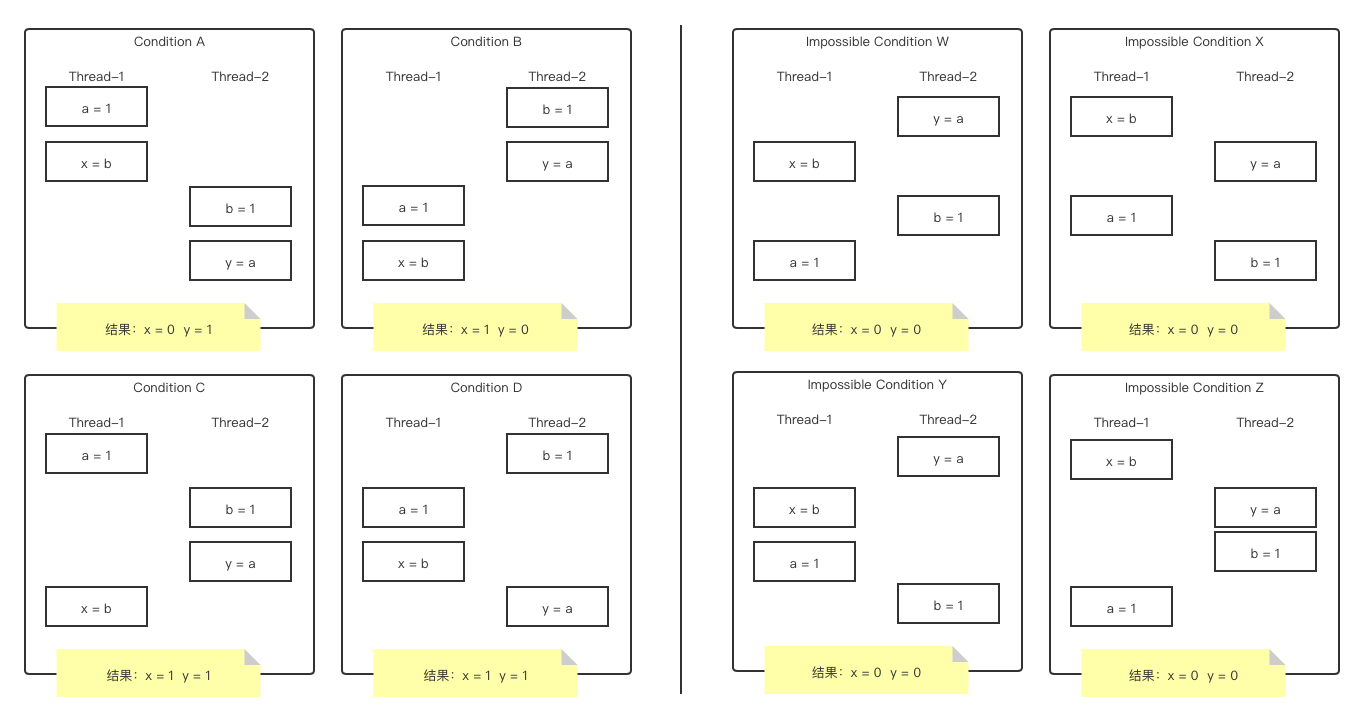 Condition A
Thread-1 Thread-2
a = 1
x = b
b = 1
y = a
结果: x = 0 y = 1
Condition B
Thread-1 Thread-2
b = 1
y = a
a = 1
x = b
结果: x = 1 y = 0
Impossible Condition W
Thread-1 Thread-2
y = a
x = b
b = 1
a = 1
结果: x = 0 y = 0
Impossible Condition X
Thread-1 Thread-2
x = b
y = a
a = 1
b = 1
结果: x = 0 y = 0
Condition C
Thread-1 Thread-2
a = 1
b = 1
y = a
x = b
结果: x = 1 y = 1
Condition D
Thread-1 Thread-2
b = 1
a = 1
x = b
y = a
结果: x = 1 y = 1
Impossible Condition Y
Thread-1 Thread-2
y = a
x = b
a = 1
b = 1
结果: x = 0 y = 0
Impossible Condition Z
Thread-1 Thread-2
x = b
y = a
b = 1
a = 1
结果: x = 0 y = 0